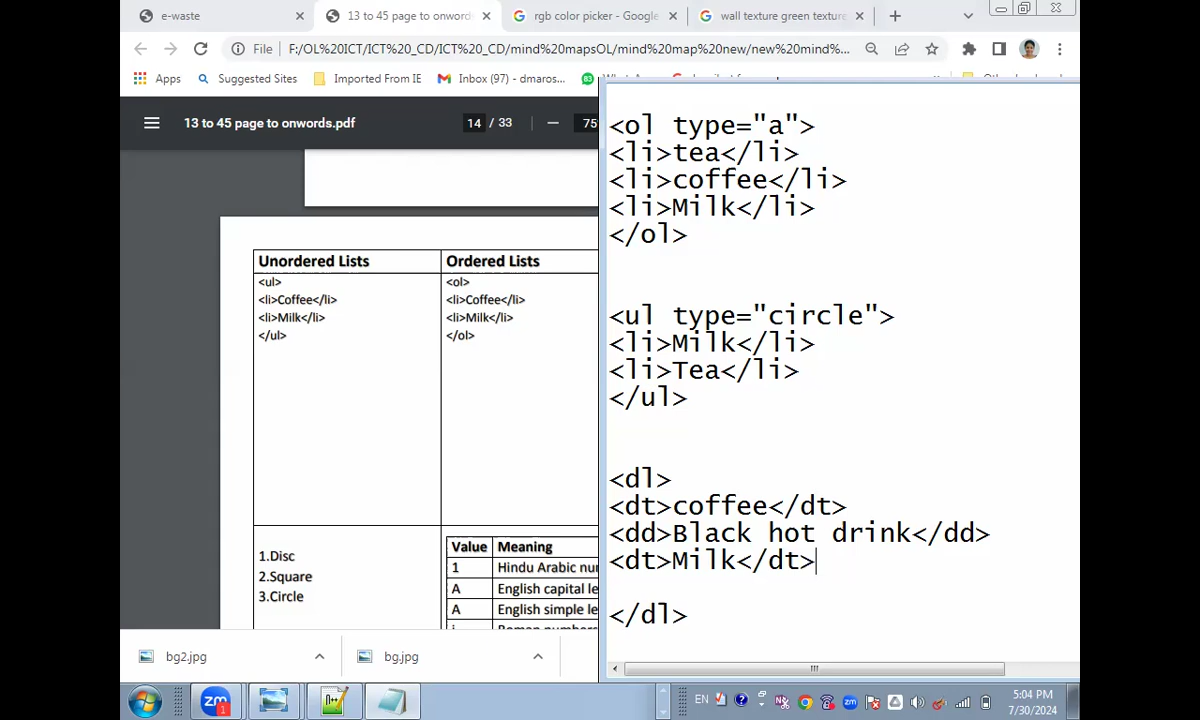 e-waste
13 to 45 page to onword
rgb color picker - Google
wall texture green texture
File
F:/OL%20ICT/ICT%20_CD/ICT%20_CD/mind%20mapsOL/mind%20map%20new/new%20mind%...
Apps
Suggested Sites
Imported From IE
Inbox (97) - dmaros...
13 to 45 page to onwords.pdf
14 / 33
759
Unordered Lists
Ordered Lists
<ul>
<li>Coffee</li>
<li>Milk</li>
</ul>
<ol>
<li>Coffee</li>
<li>Milk</li>
</ol>
1.Disc
2.Square
3.Circle
Value
Meaning
1
Hindu Arabic nu
A
English capital le
A
English simple le
i
Roman numbers
<ol type="a">
<li>tea</li>
<li>coffee</li>
<li>Milk</li>
</ol>
<ul type="circle">
<li>Milk</li>
<li>Tea</li>
</ul>
<dl>
<dt>coffee</dt>
<dd>Black hot drink</dd>
<dt>Milk</dt>
</dl>
bg2.jpg
bg.jpg
zm
1
EN
5:04 PM
7/30/2024